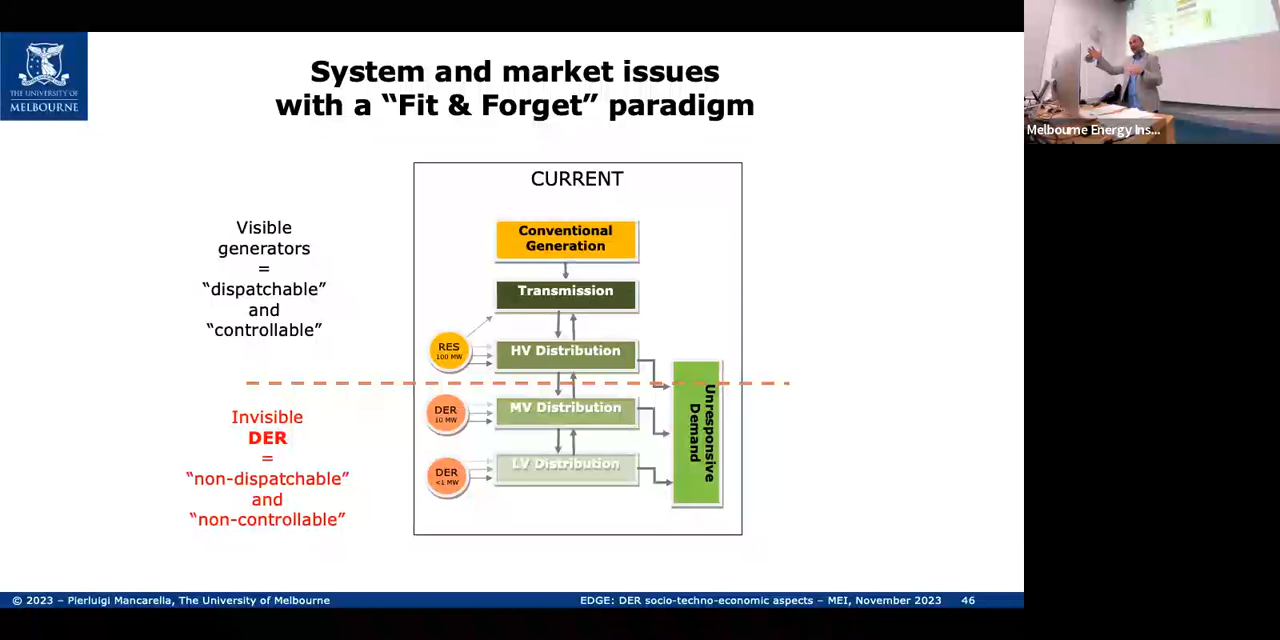 THE UNIVERSITY OF
MELBOURNE
System and market issues
with a “Fit & Forget” paradigm
Melbourne Energy Ins...
CURRENT
Visible
generators
=
“dispatchable”
and
“controllable”
Conventional
Generation
Transmission
RES
100 MW
HV Distribution
Invisible
DER
=
“non-dispatchable”
and
“non-controllable”
DER
10 MW
MV Distribution
DER
<1 MW
LV Distribution
Unresponsive
Demand
© 2023 – Pierluigi Mancarella, The University of Melbourne
EDGE: DER socio-techno-economic aspects – MEI, November 2023 46